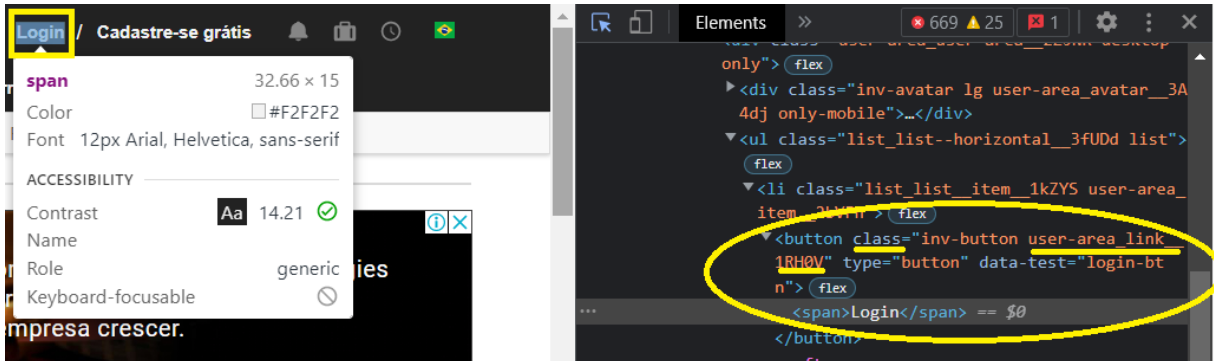 Login / Cadastre-se grátis
span 32.66 × 15
Color #F2F2F2
Font 12px Arial, Helvetica, sans-serif
ACCESSIBILITY
Contrast Aa 14.21
Name
Role generic
Keyboard-focusable
ies
empresa crescer.
Elements » 669 25 1
only"> flex
<div class="inv-avatar lg user-area_avatar__3A
4dj only-mobile">…</div>
<ul class="list_list--horizontal__3fUDd list">
flex
<li class="list_list__item__1kZYS user-area_
flex
<button class="inv-button user-area_link__
1RH0V" type="button" data-test="login-bt
n"> flex
... <span>Login</span> == $0
</button>